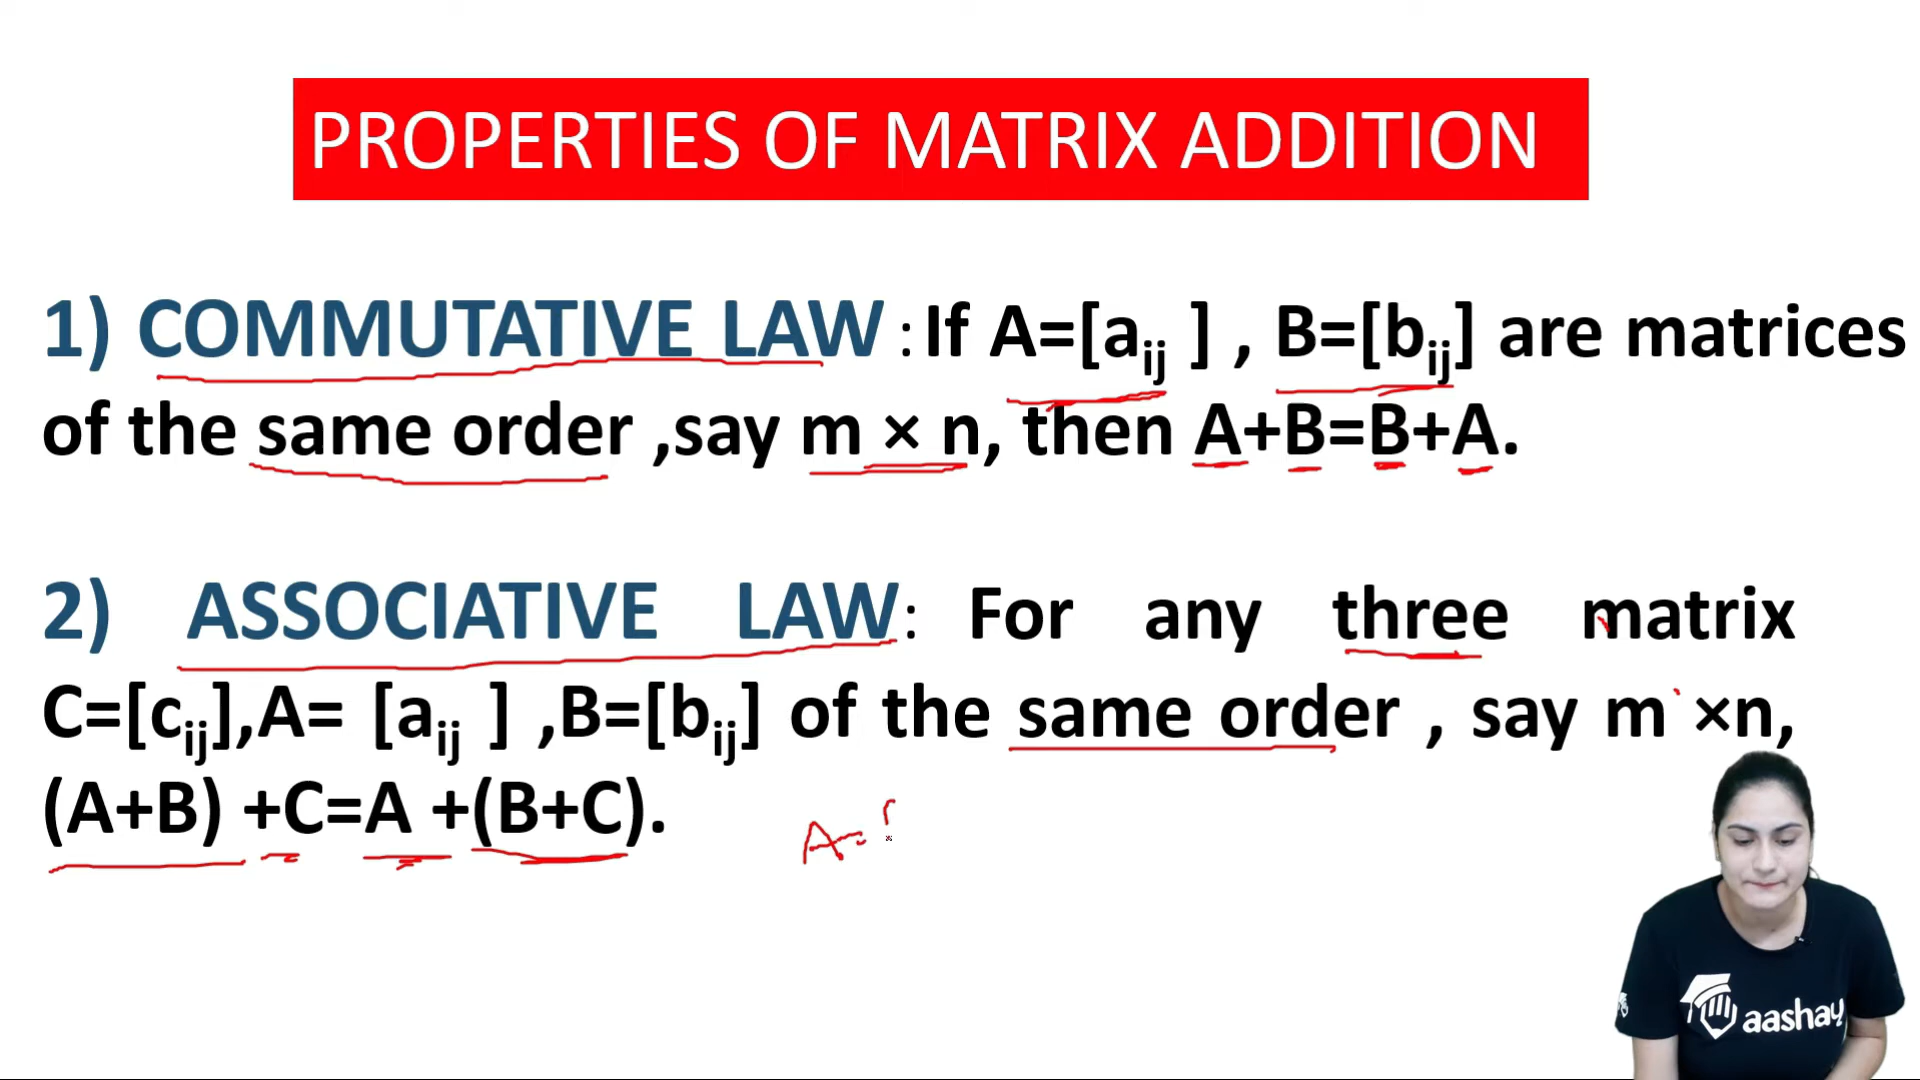 PROPERTIES OF MATRIX ADDITION
1) COMMUTATIVE LAW : If A=[aij ] , B=[bij] are matrices
of the same order ,say m × n, then A+B=B+A.
2) ASSOCIATIVE LAW: For any three matrix
C=[cij],A= [aij ] ,B=[bij] of the same order , say m ×n,
(A+B) +C=A +(B+C).
A=
aashay